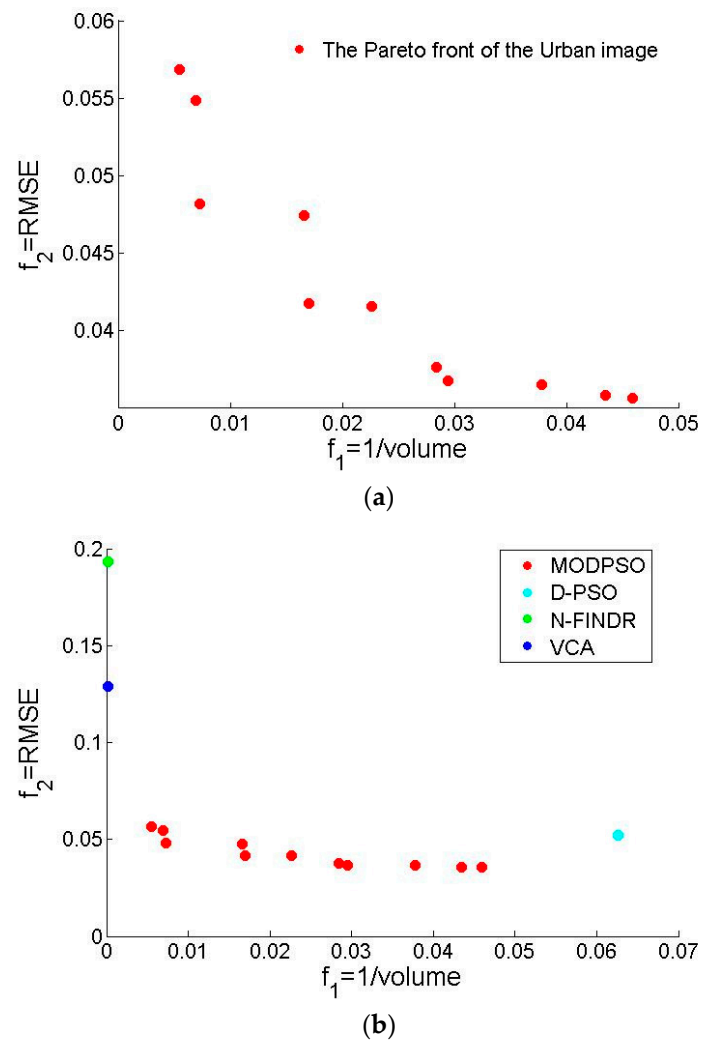 0.06
The Pareto front of the Urban image
0.055
0.05
0.045
0.04
f₂=RMSE
0 0.01 0.02 0.03 0.04 0.05
f₁=1/volume
(a)
0.2
0.15
0.1
0.05
0
MODPSO
D-PSO
N-FINDR
VCA
f₂=RMSE
0 0.01 0.02 0.03 0.04 0.05 0.06 0.07
f₁=1/volume
(b)